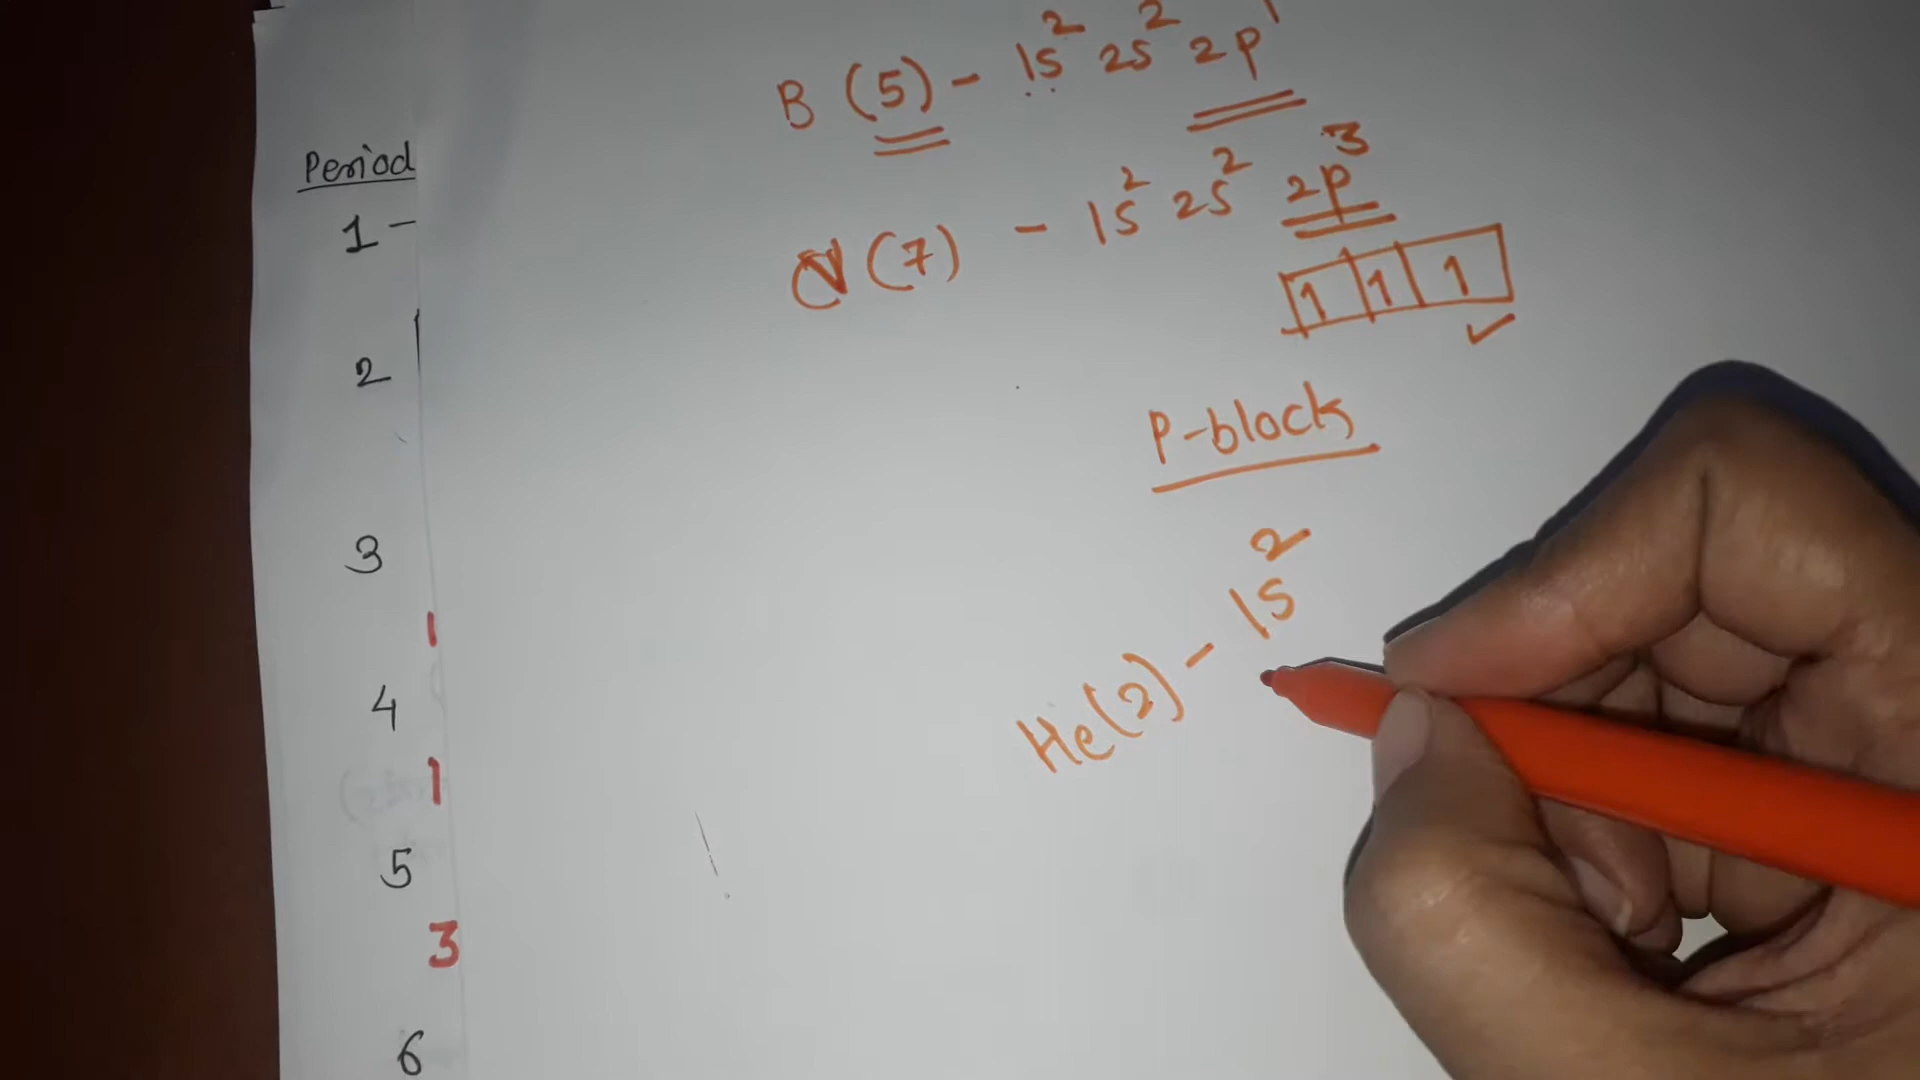 B (5) - 1s² 2s² 2p¹
Period
N (7) - 1s² 2s² 2p³
1 -
1 1 1
2
P-block
3
1s²
He(2) -
1
4
1
5
3
6